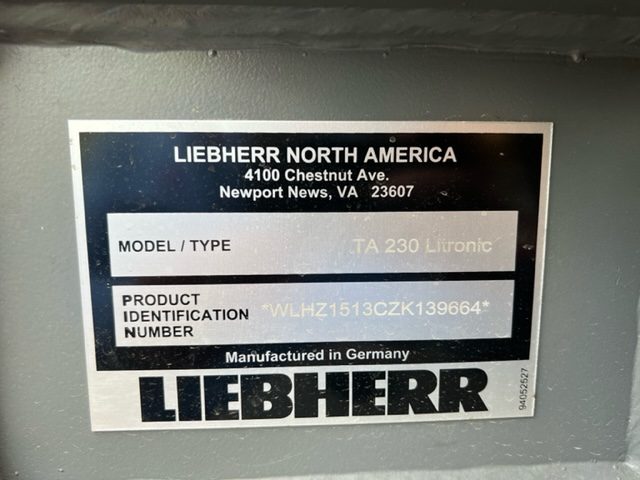 LIEBHERR NORTH AMERICA
4100 Chestnut Ave.
Newport News, VA 23607
MODEL / TYPE TA 230 Litronic
PRODUCT
IDENTIFICATION
NUMBER
*WLHZ1513CZK139664*
Manufactured in Germany
LIEBHERR
94052527